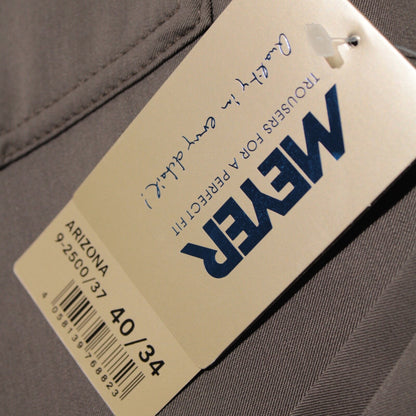 Quality in every detail!
TROUSERS FOR A PERFECT FIT
MEYER
ARIZONA
9-2500/37
40/34
4 058139 768823